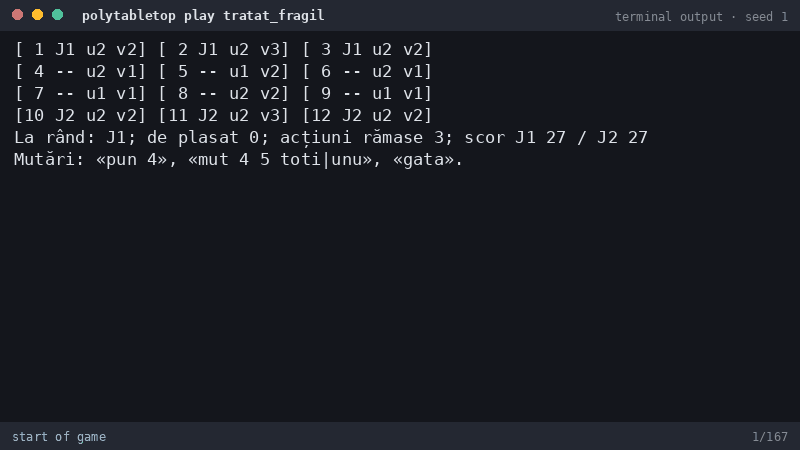 polytabletop play tratat_fragil
terminal output · seed 1
[ 1 J1 u2 v2] [ 2 J1 u2 v3] [ 3 J1 u2 v2]
[ 4 -- u2 v1] [ 5 -- u1 v2] [ 6 -- u2 v1]
[ 7 -- u1 v1] [ 8 -- u2 v2] [ 9 -- u1 v1]
[10 J2 u2 v2] [11 J2 u2 v3] [12 J2 u2 v2]
La rând: J1; de plasat 0; acțiuni rămase 3; scor J1 27 / J2 27
Mutări: «pun 4», «mut 4 5 toti|unu», «gata».
start of game
1/167